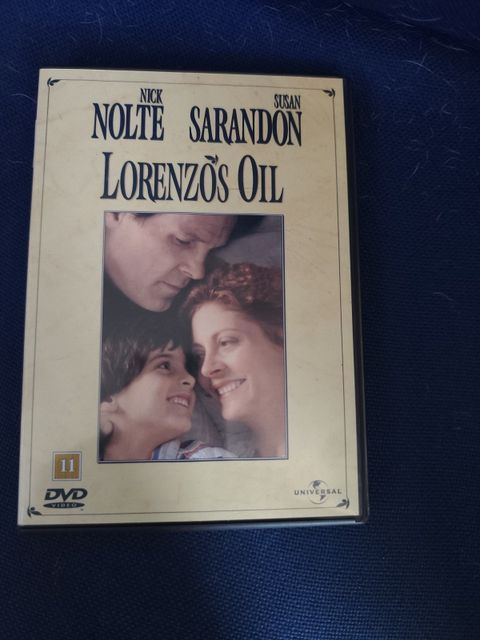 NICK SUSAN
NOLTE SARANDON
LORENZO'S OIL
11
DVD
VIDEO
UNIVERSAL